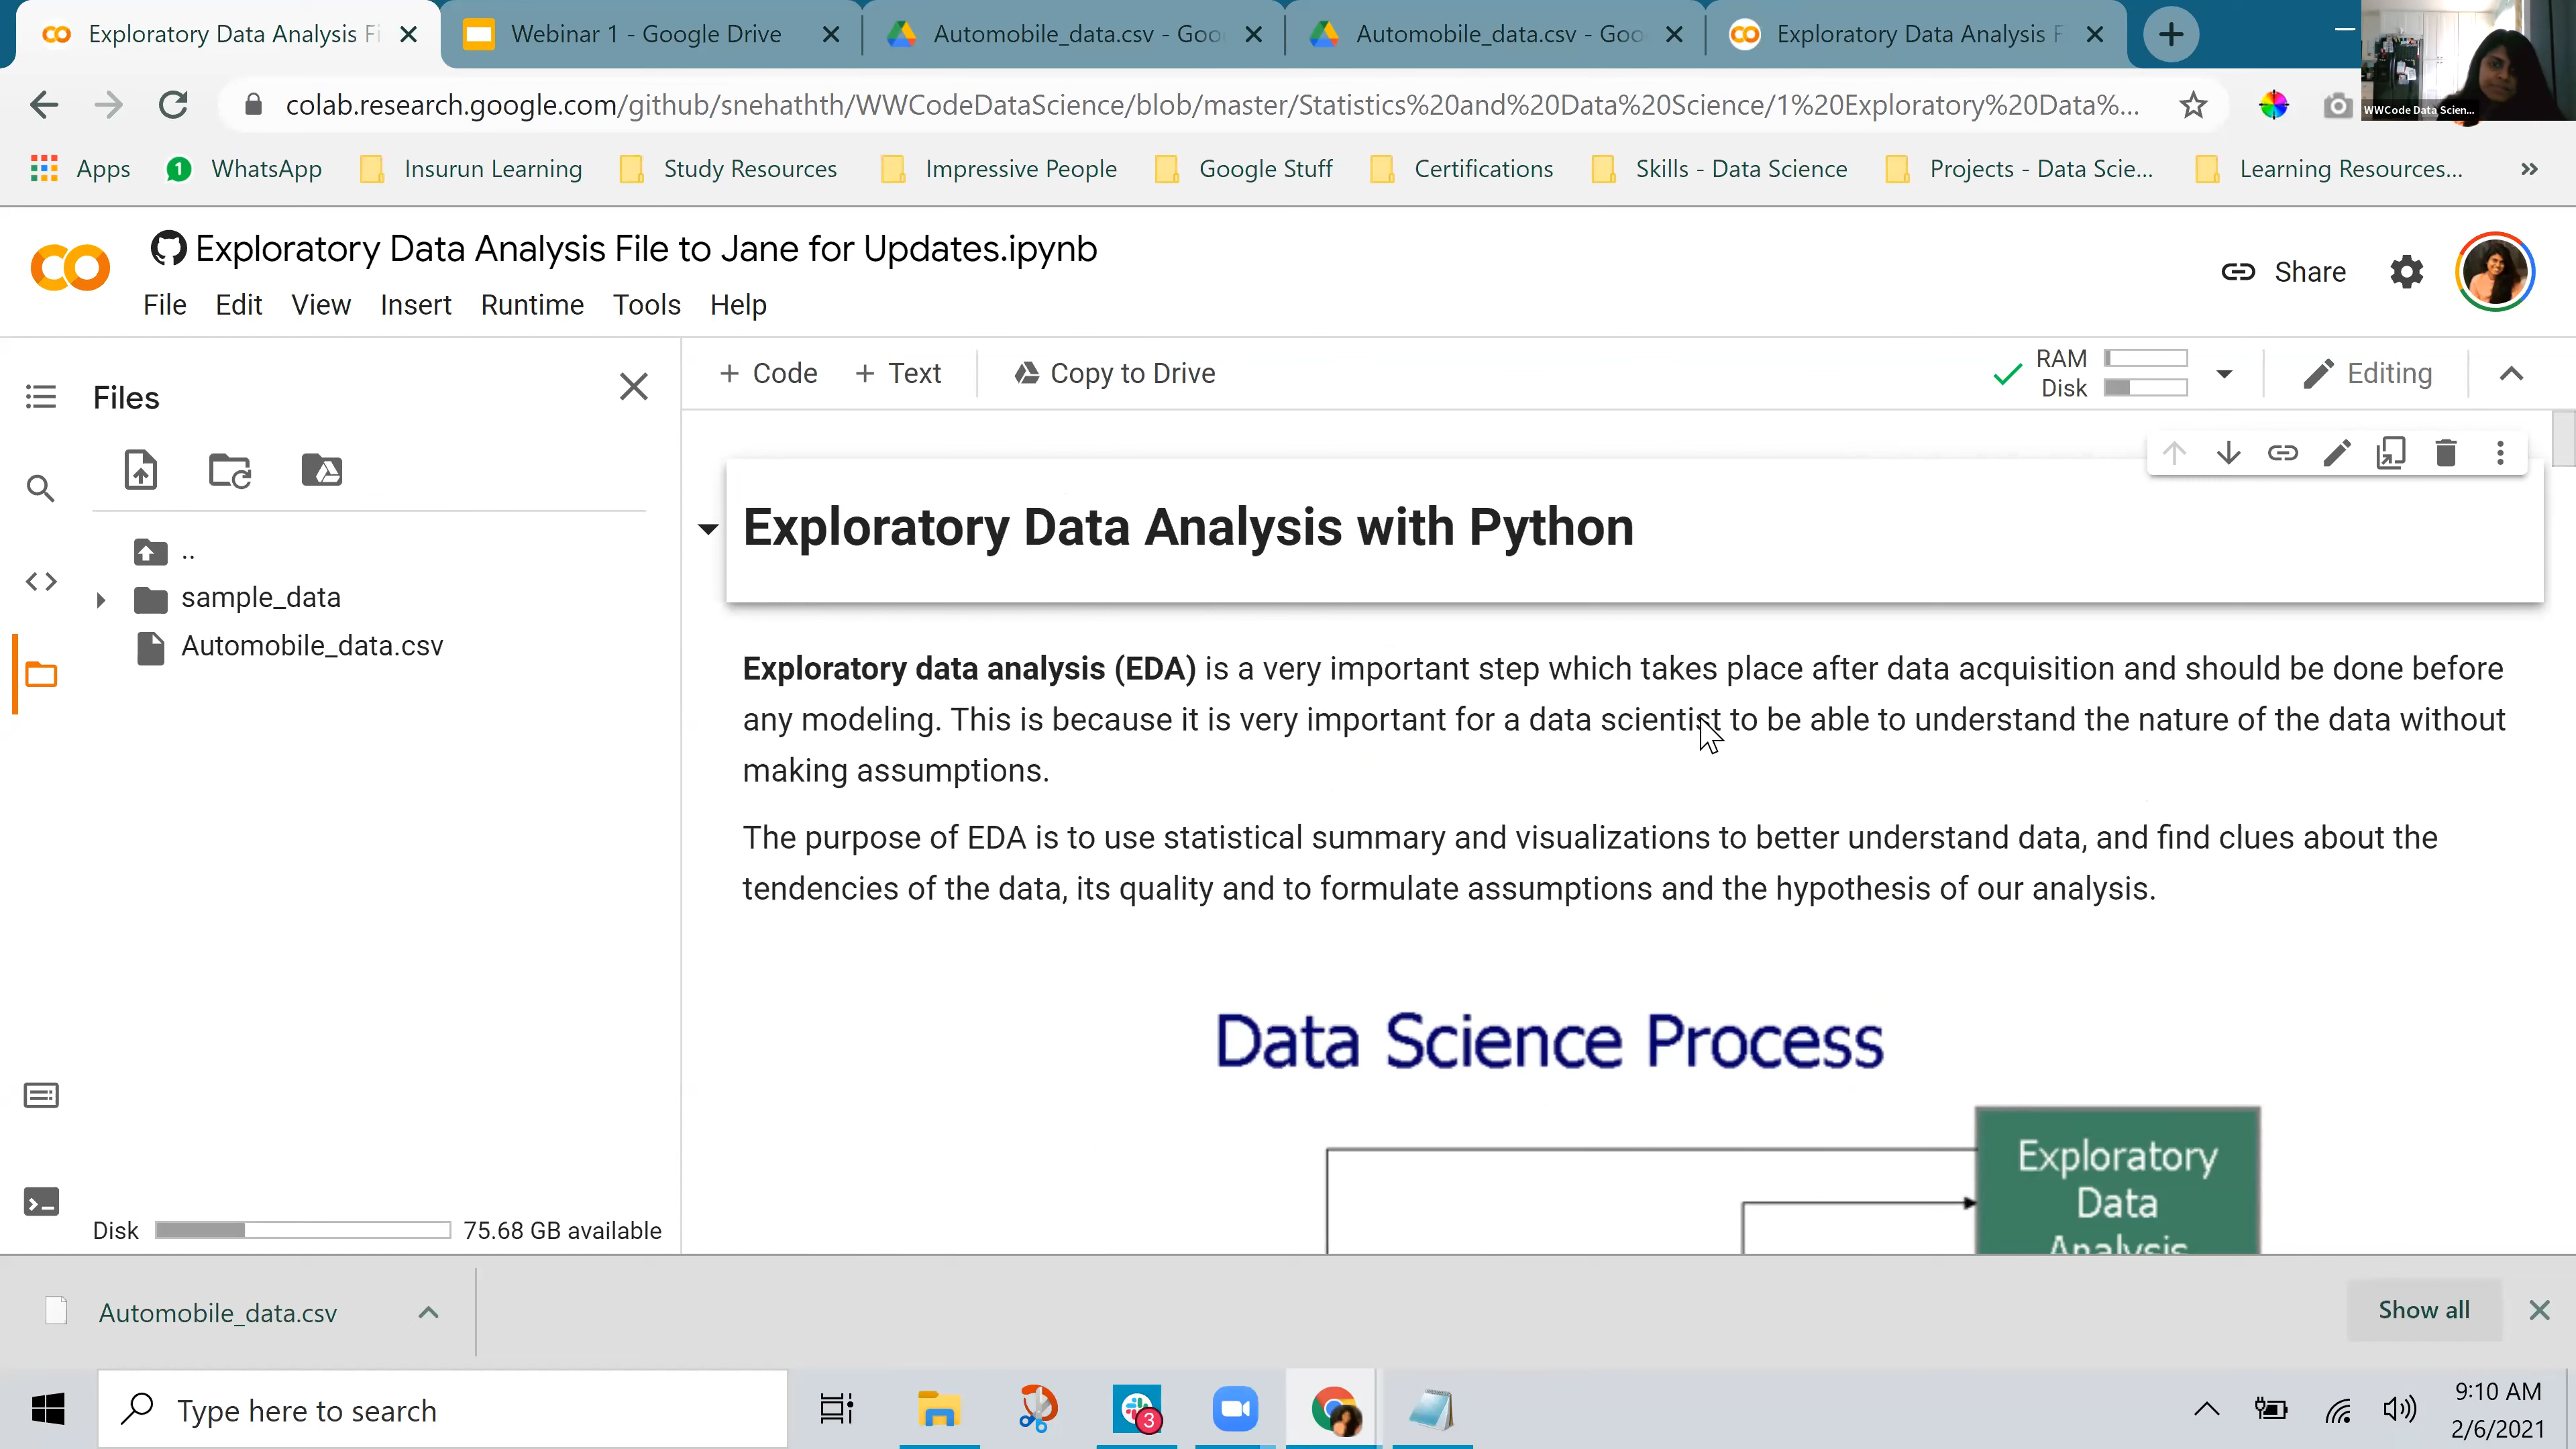 Exploratory Data Analysis Fi
Webinar 1 - Google Drive
Automobile_data.csv - Goo
Automobile_data.csv - Goo
Exploratory Data Analysis F
colab.research.google.com/github/snehathth/WWCodeDataScience/blob/master/Statistics%20and%20Data%20Science/1%20Exploratory%20Data%...
WWCode Data Scien...
Apps
1
WhatsApp
Insurun Learning
Study Resources
Impressive People
Google Stuff
Certifications
Skills - Data Science
Projects - Data Scie...
Learning Resources...
Exploratory Data Analysis File to Jane for Updates.ipynb
File Edit View Insert Runtime Tools Help
Share
Files
+ Code + Text
Copy to Drive
RAM
Disk
Editing
..
sample_data
Automobile_data.csv
Disk
75.68 GB available
Exploratory Data Analysis with Python
Exploratory data analysis (EDA) is a very important step which takes place after data acquisition and should be done before
any modeling. This is because it is very important for a data scientist to be able to understand the nature of the data without
making assumptions.
The purpose of EDA is to use statistical summary and visualizations to better understand data, and find clues about the
tendencies of the data, its quality and to formulate assumptions and the hypothesis of our analysis.
Data Science Process
Exploratory
Data
Analysis
Automobile_data.csv
Show all
Type here to search
3
9:10 AM
2/6/2021